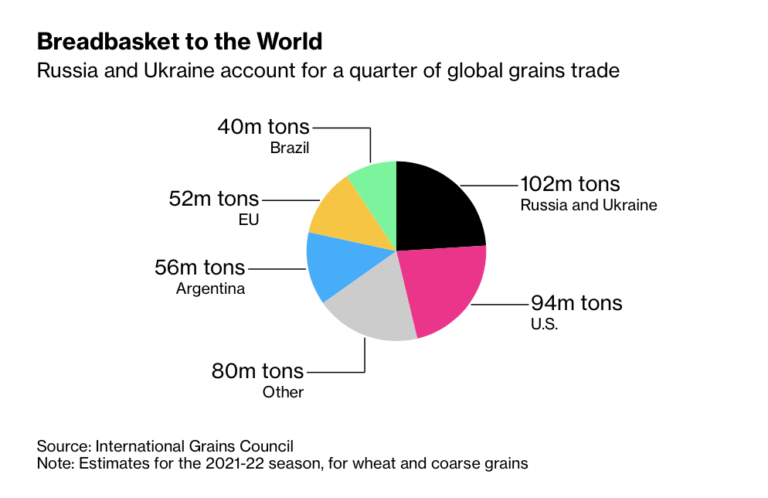 Breadbasket to the World
Russia and Ukraine account for a quarter of global grains trade
40m tons
Brazil
102m tons
Russia and Ukraine
52m tons
EU
56m tons
Argentina
94m tons
U.S.
80m tons
Other
Source: International Grains Council
Note: Estimates for the 2021-22 season, for wheat and coarse grains